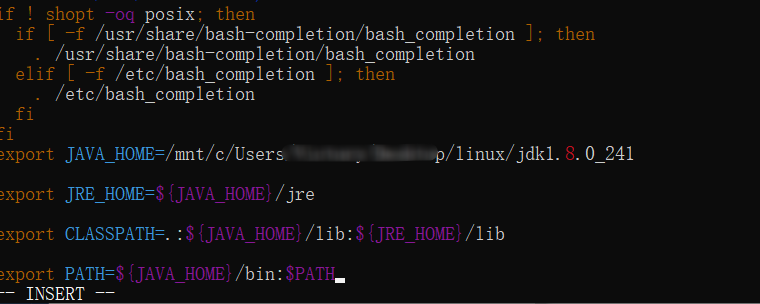 if ! shopt -oq posix; then
if [ -f /usr/share/bash-completion/bash_completion ]; then
. /usr/share/bash-completion/bash_completion
elif [ -f /etc/bash_completion ]; then
. /etc/bash_completion
fi
fi
export JAVA_HOME=/mnt/c/Users p/linux/jdk1.8.0_241
export JRE_HOME=${JAVA_HOME}/jre
export CLASSPATH=.:${JAVA_HOME}/lib:${JRE_HOME}/lib
export PATH=${JAVA_HOME}/bin:$PATH
-- INSERT --